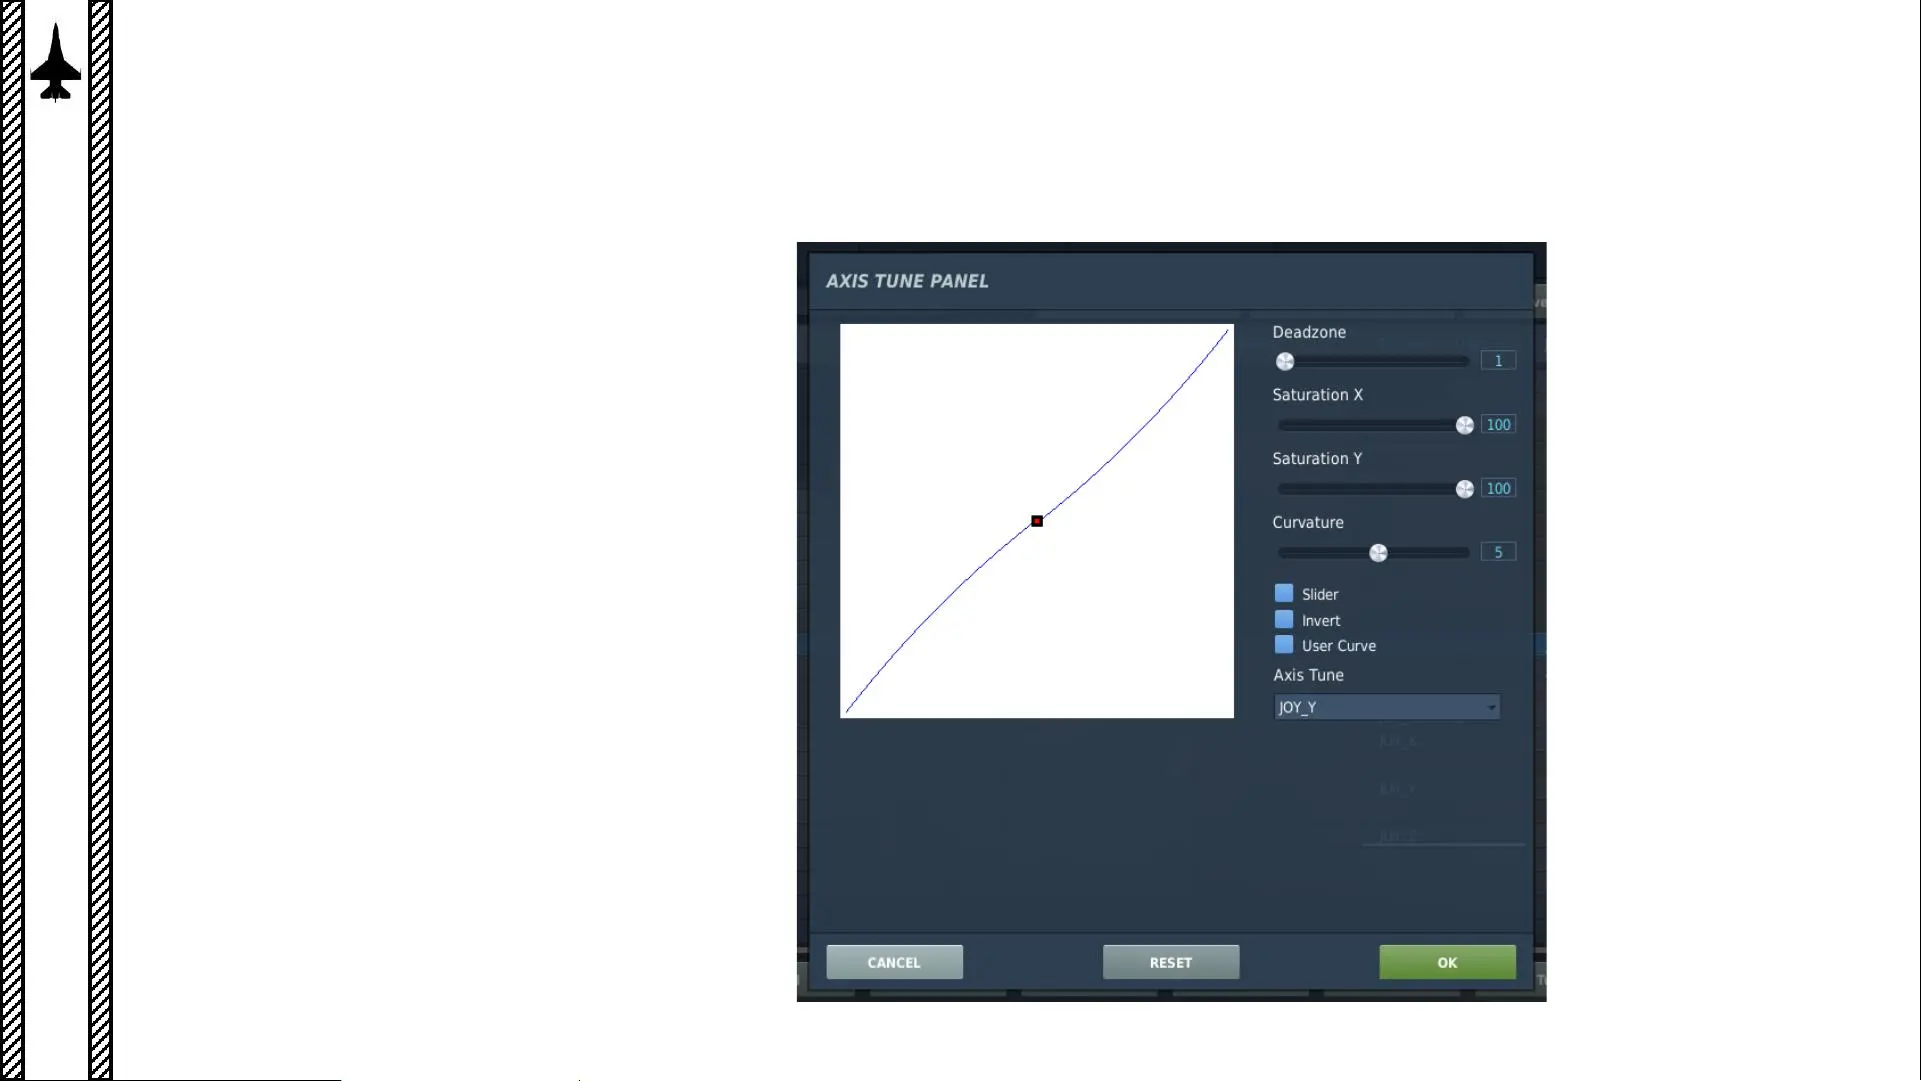 AXIS TUNE PANEL
Deadzone
1
Saturation X
100
Saturation Y
100
Curvature
5
Slider
Invert
User Curve
Axis Tune
JOY_Y
CANCEL
RESET
OK